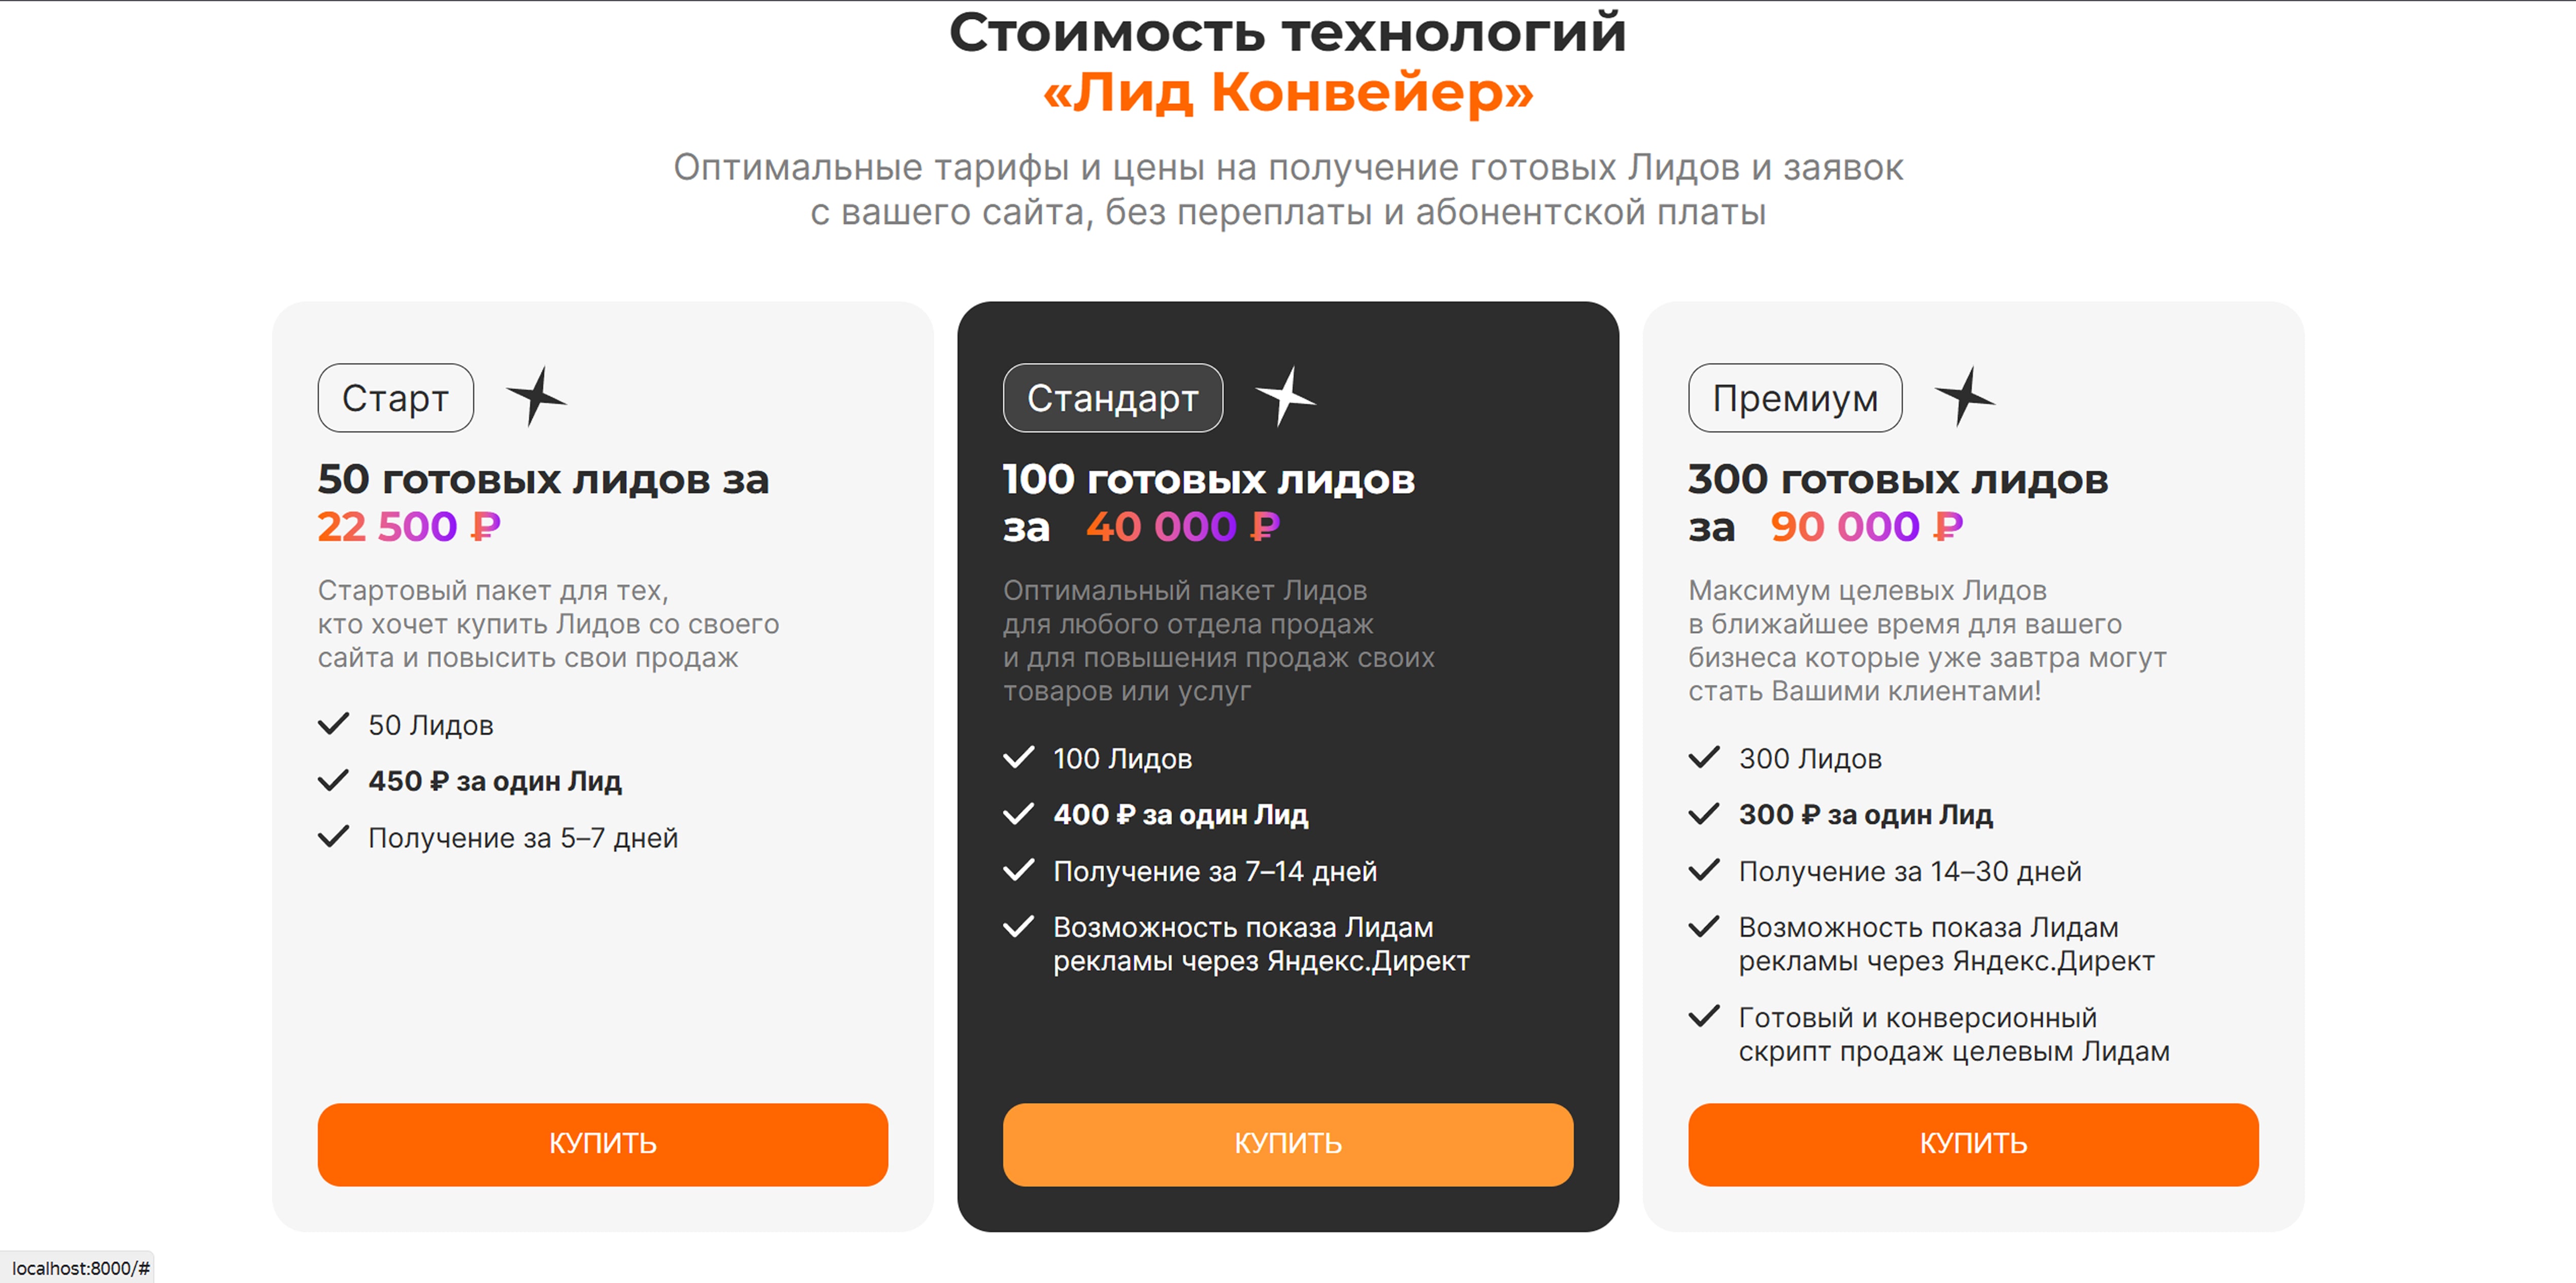 Стоимость технологий
«Лид Конвейер»
Оптимальные тарифы и цены на получение готовых Лидов и заявок
с вашего сайта, без переплаты и абонентской платы
Старт
50 готовых лидов за
22 500 ₽
Стартовый пакет для тех,
кто хочет купить Лидов со своего
сайта и повысить свои продаж
50 Лидов
450 ₽ за один Лид
Получение за 5–7 дней
КУПИТЬ
Стандарт
100 готовых лидов
за 40 000 ₽
Оптимальный пакет Лидов
для любого отдела продаж
и для повышения продаж своих
товаров или услуг
100 Лидов
400 ₽ за один Лид
Получение за 7–14 дней
Возможность показа Лидам
рекламы через Яндекс.Директ
КУПИТЬ
Премиум
300 готовых лидов
за 90 000 ₽
Максимум целевых Лидов
в ближайшее время для вашего
бизнеса которые уже завтра могут
стать Вашими клиентами!
300 Лидов
300 ₽ за один Лид
Получение за 14–30 дней
Возможность показа Лидам
рекламы через Яндекс.Директ
Готовый и конверсионный
скрипт продаж целевым Лидам
КУПИТЬ
localhost:8000/#